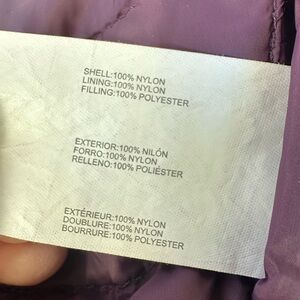 SHELL:100% NYLON
LINING:100% NYLON
FILLING:100% POLYESTER
EXTERIOR:100% NILÓN
FORRO:100% NYLON
RELLENO:100% POLIÉSTER
EXTÉRIEUR:100% NYLON
DOUBLURE:100% NYLON
BOURRURE:100% POLYESTER